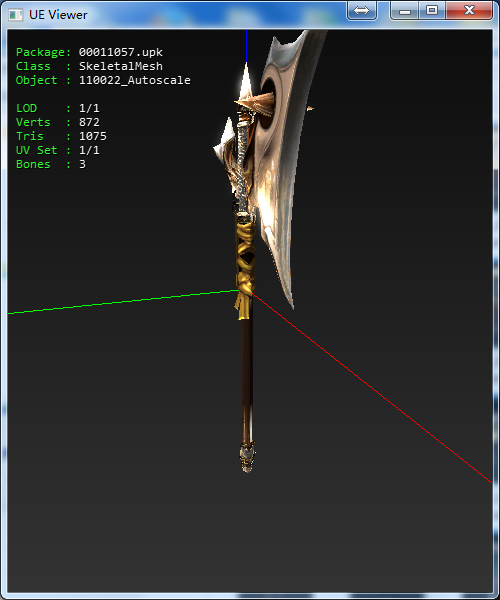 UE Viewer
Package: 00011057.upk
Class  : SkeletalMesh
Object : 110022_Autoscale
LOD    : 1/1
Verts  : 872
Tris   : 1075
UV Set : 1/1
Bones  : 3